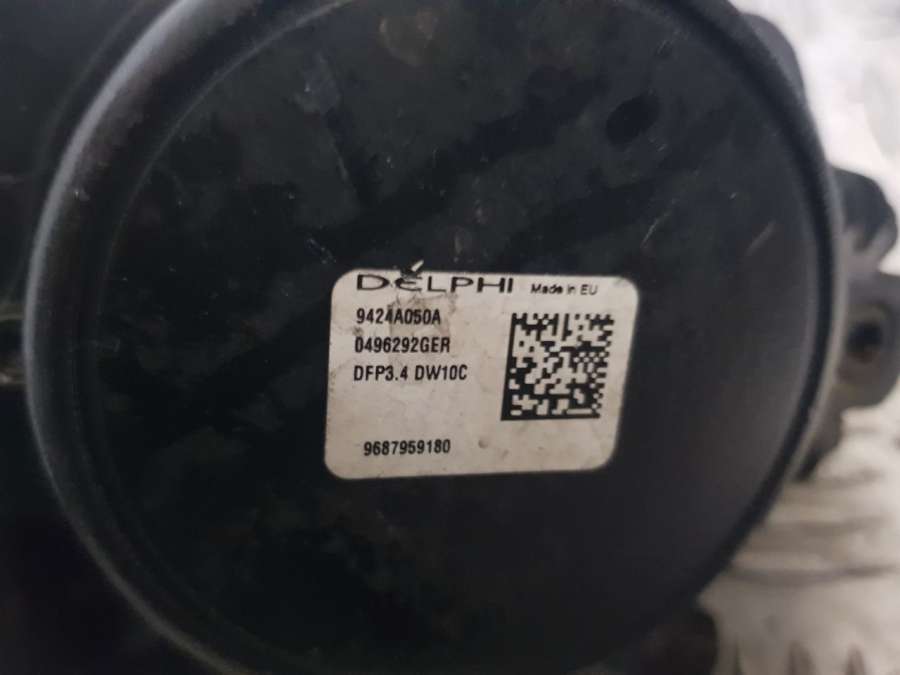 DELPHI Made in EU
9424A050A
0496292GER
DFP3.4 DW10C
9687959180